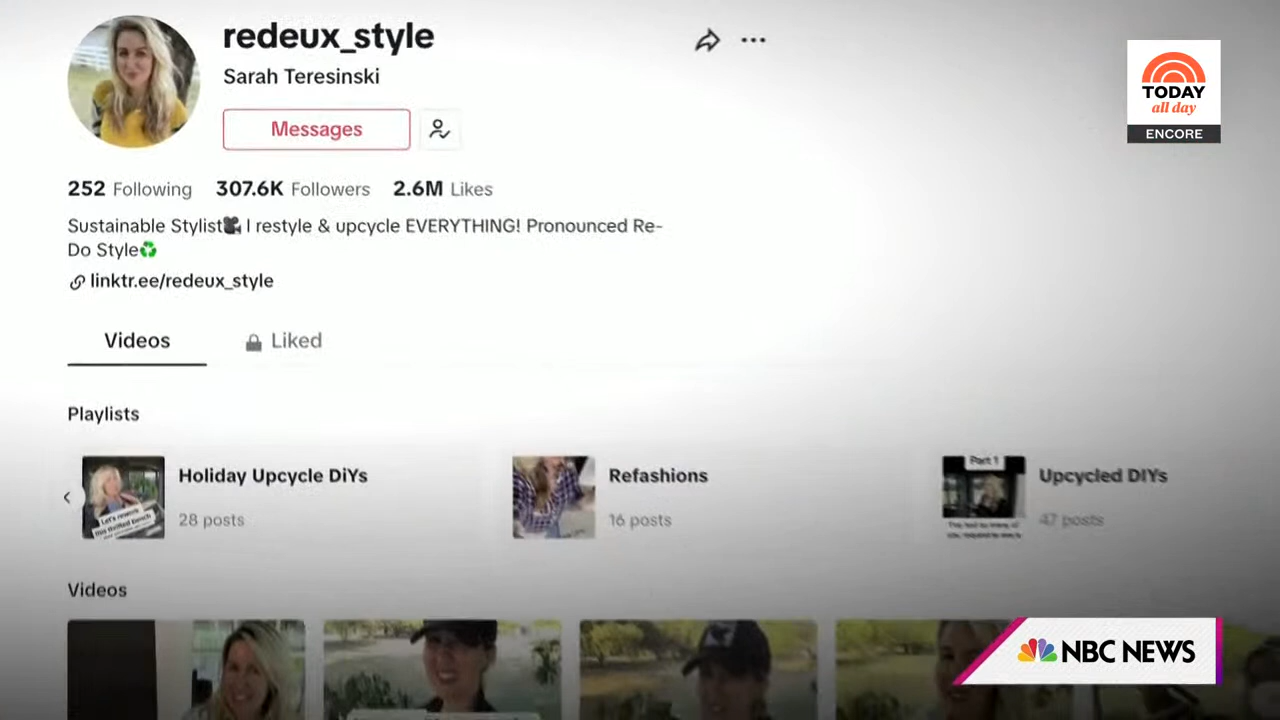 redeux_style
Sarah Teresinski
Messages
252 Following 307.6K Followers 2.6M Likes
Sustainable Stylist🎥 I restyle & upcycle EVERYTHING! Pronounced Re-
Do Style♻️
linktr.ee/redeux_style
Videos
Liked
Playlists
Holiday Upcycle DiYs
28 posts
Refashions
16 posts
Part 1
Upcycled DIYs
47 posts
Videos
TODAY
all day
ENCORE
NBC NEWS